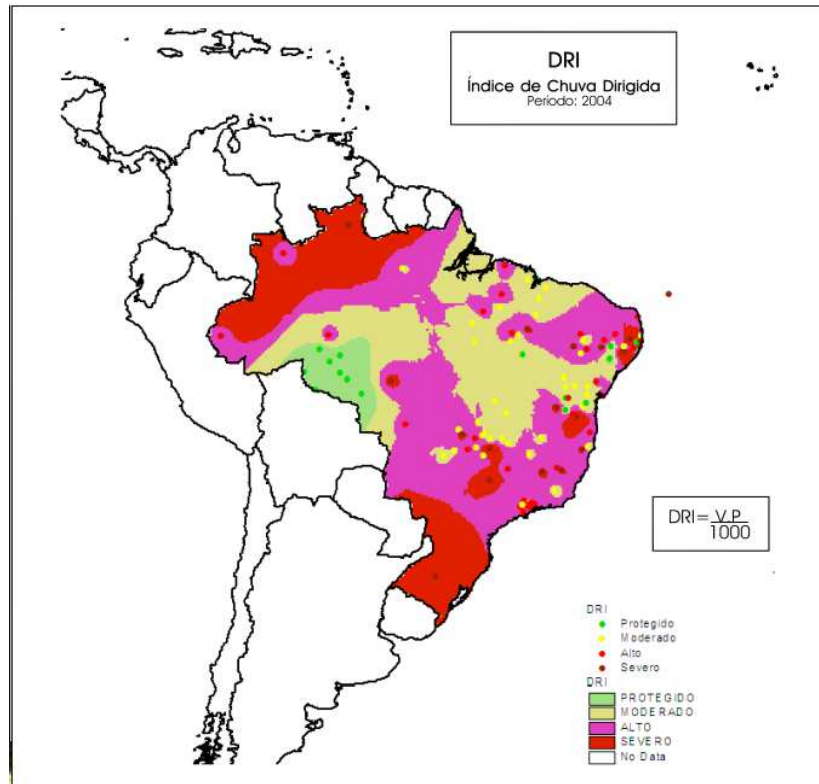 DRI
Índice de Chuva Dirigida
Período: 2004
DRI=V.P
1000
DRI
Protegido
Moderado
Alto
Severo
DRI
PROTEGIDO
MODERADO
ALTO
SEVERO
No Data